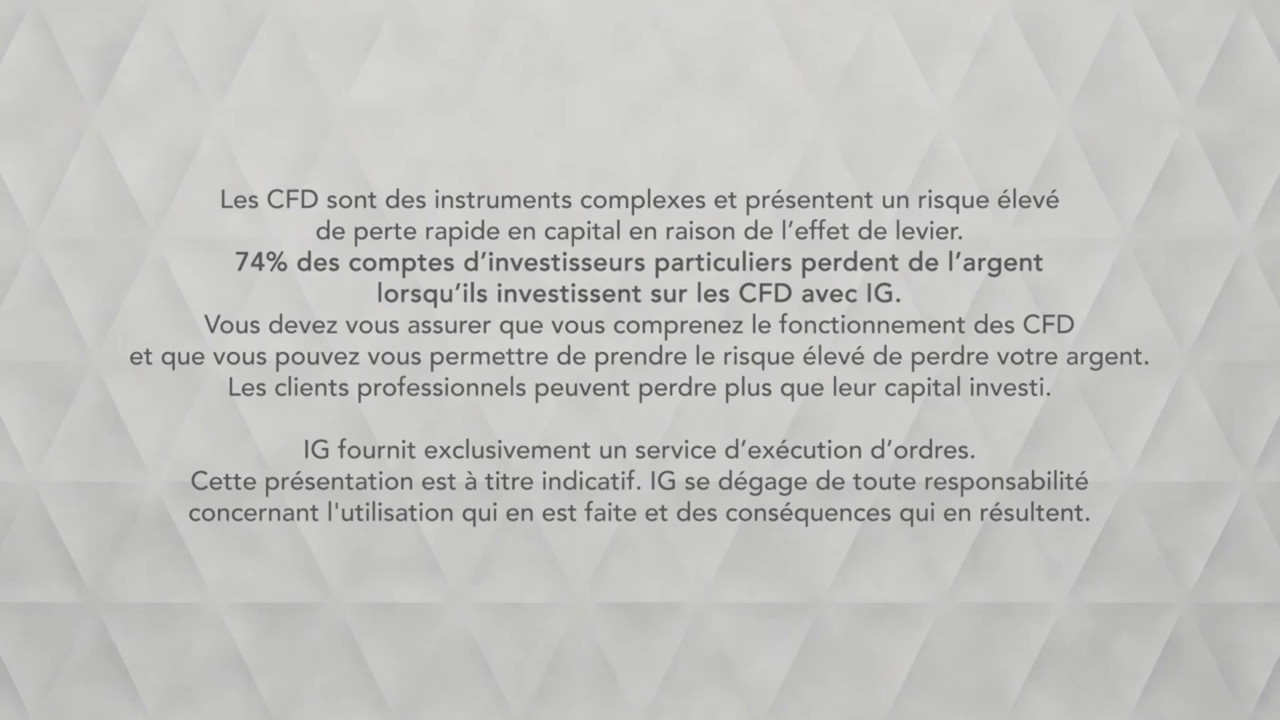 Les CFD sont des instruments complexes et présentent un risque élevé
de perte rapide en capital en raison de l’effet de levier.
74% des comptes d’investisseurs particuliers perdent de l’argent
lorsqu’ils investissent sur les CFD avec IG.
Vous devez vous assurer que vous comprenez le fonctionnement des CFD
et que vous pouvez vous permettre de prendre le risque élevé de perdre votre argent.
Les clients professionnels peuvent perdre plus que leur capital investi.
IG fournit exclusivement un service d’exécution d’ordres.
Cette présentation est à titre indicatif. IG se dégage de toute responsabilité
concernant l'utilisation qui en est faite et des conséquences qui en résultent.